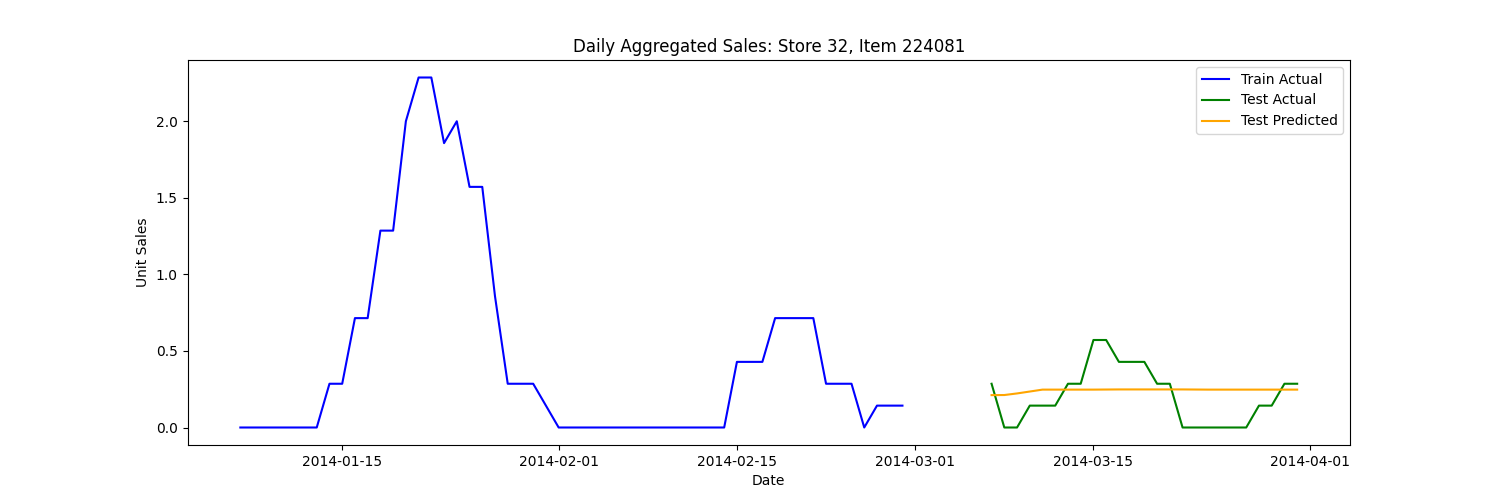 Daily Aggregated Sales: Store 32, Item 224081
Train Actual
Test Actual
Test Predicted
2.0
1.5
1.0
0.5
0.0
Unit Sales
2014-01-15
2014-02-01
2014-02-15
2014-03-01
2014-03-15
2014-04-01
Date